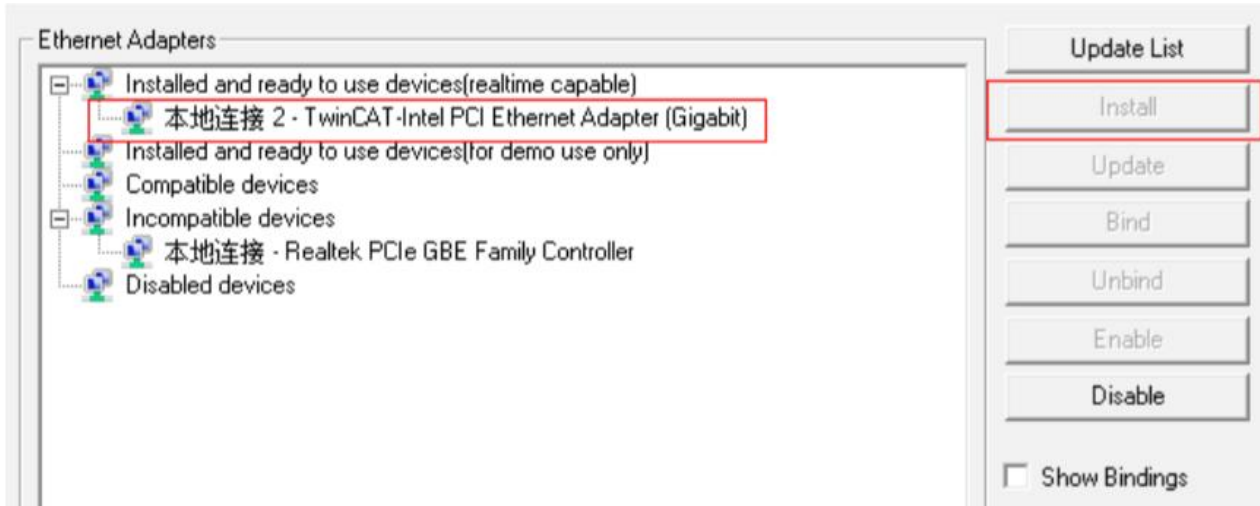 Ethernet Adapters
Installed and ready to use devices(realtime capable)
本地连接 2 - TwinCAT-Intel PCI Ethernet Adapter (Gigabit)
Installed and ready to use devices(for demo use only)
Compatible devices
Incompatible devices
本地连接 - Realtek PCIe GBE Family Controller
Disabled devices
Update List
Install
Update
Bind
Unbind
Enable
Disable
Show Bindings